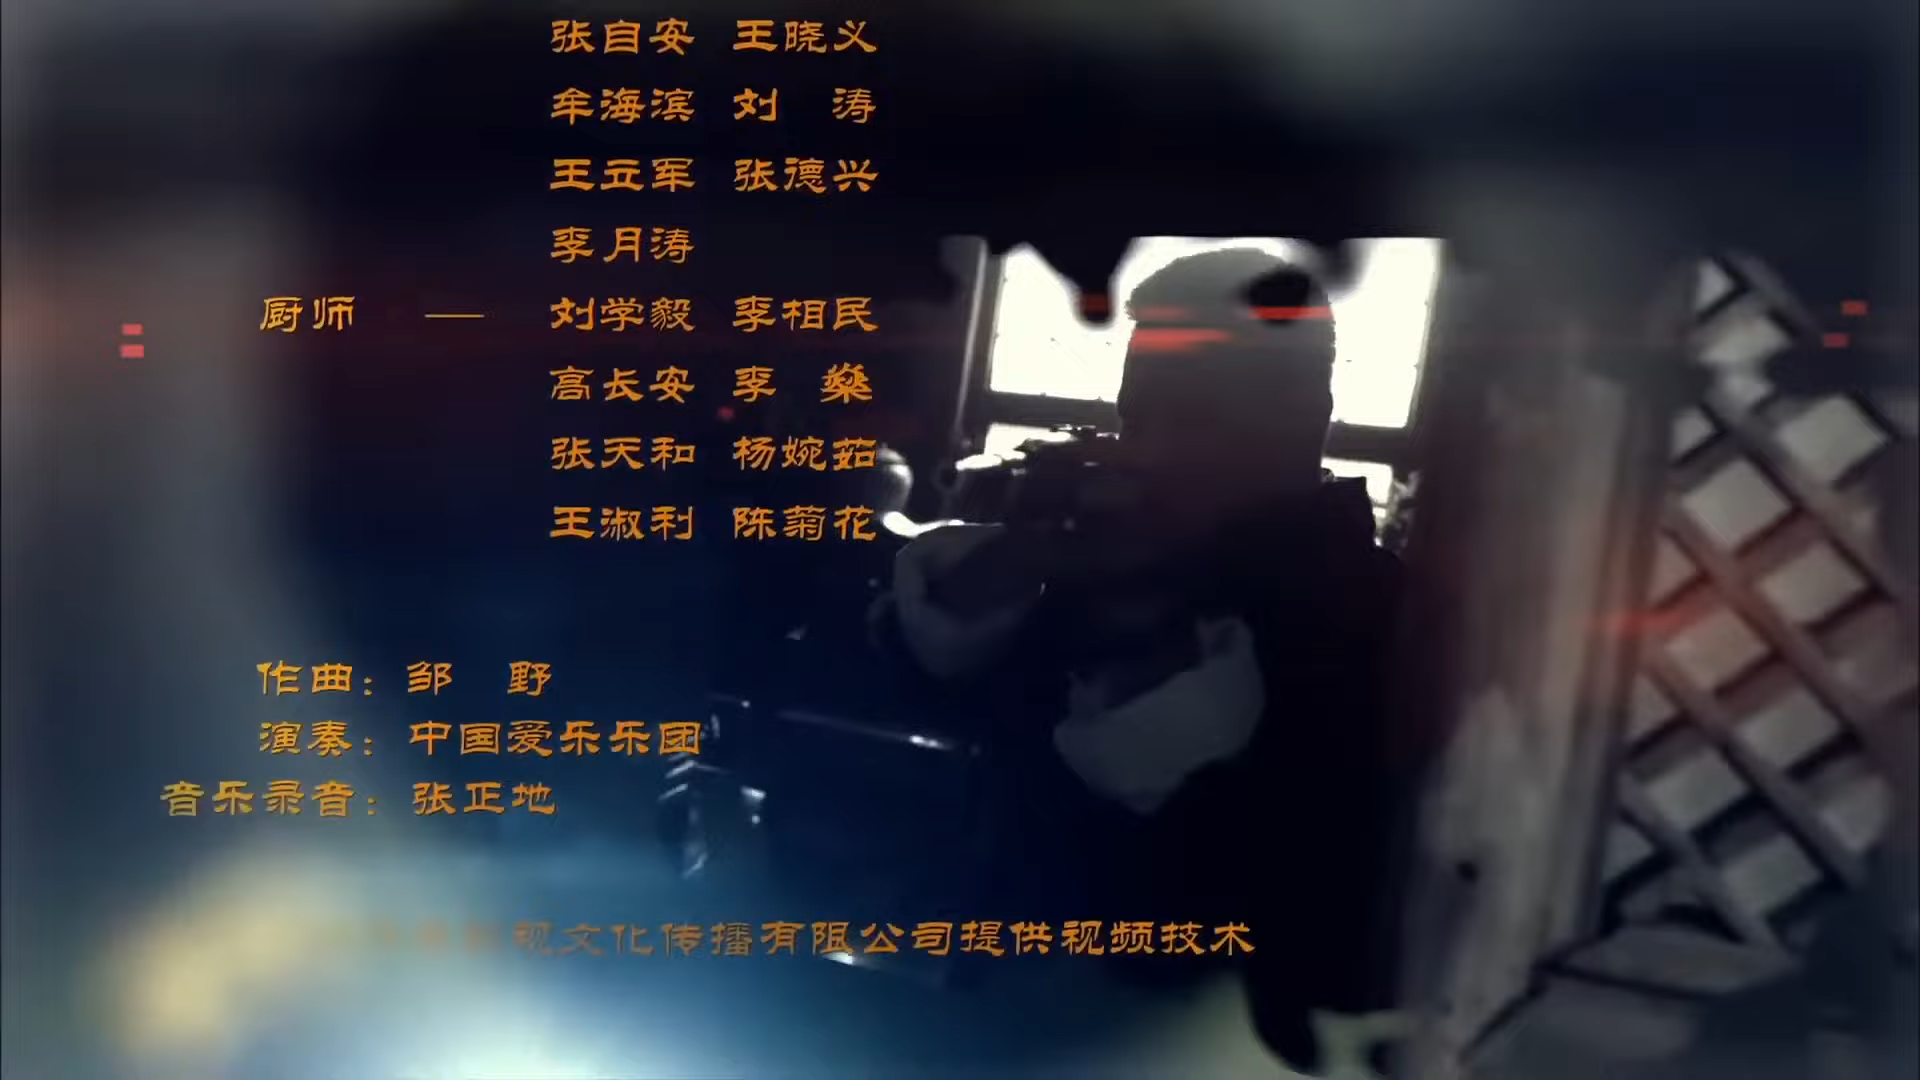 张自安 王晓义
牟海滨 刘 涛
王立军 张德兴
李月涛
厨师 — 刘学毅 李相民
高长安 李 燊
张天和 杨婉茹
王淑利 陈菊花
作曲：邹 野
演奏：中国爱乐乐团
音乐录音：张正地
视文化传播有限公司提供视频技术